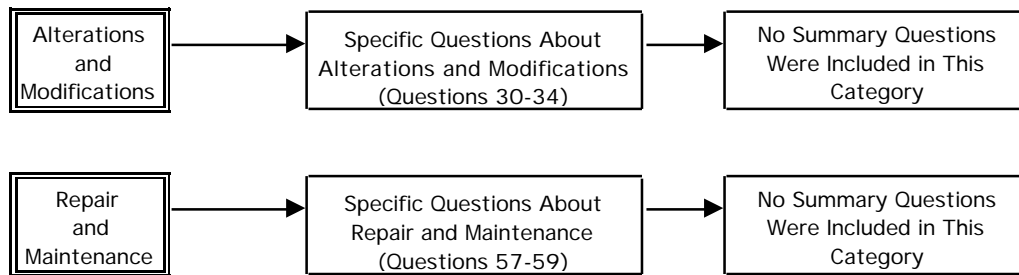 Alterations
and
Modifications
Specific Questions About
Alterations and Modifications
(Questions 30-34)
No Summary Questions
Were Included in This
Category
Repair
and
Maintenance
Specific Questions About
Repair and Maintenance
(Questions 57-59)
No Summary Questions
Were Included in This
Category